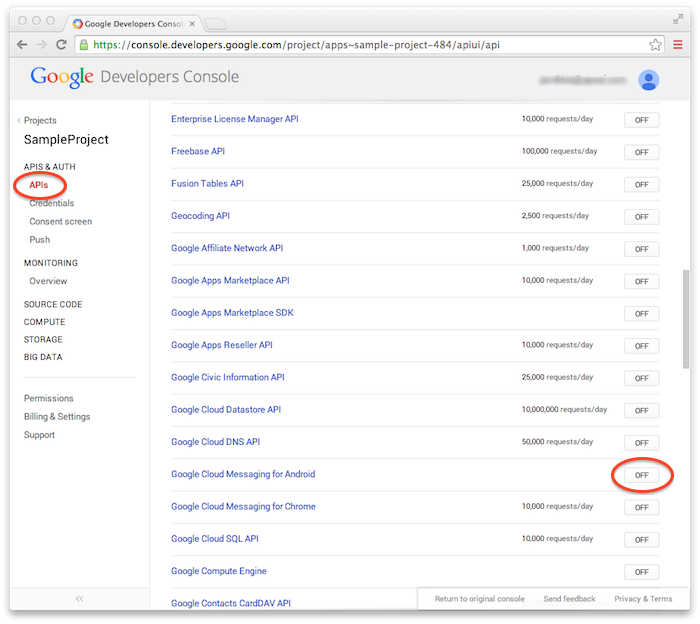 Google Developers Conso
https://console.developers.google.com/project/apps~sample-project-484/apiui/api
Google Developers Console
Projects
SampleProject
APIS & AUTH
APIs
Credentials
Consent screen
Push
MONITORING
Overview
SOURCE CODE
COMPUTE
STORAGE
BIG DATA
Permissions
Billing & Settings
Support
Enterprise License Manager API 10,000 requests/day OFF
Freebase API 100,000 requests/day OFF
Fusion Tables API 25,000 requests/day OFF
Geocoding API 2,500 requests/day OFF
Google Affiliate Network API 1,000 requests/day OFF
Google Apps Marketplace API 10,000 requests/day OFF
Google Apps Marketplace SDK OFF
Google Apps Reseller API 10,000 requests/day OFF
Google Civic Information API 25,000 requests/day OFF
Google Cloud Datastore API 10,000,000 requests/day OFF
Google Cloud DNS API 50,000 requests/day OFF
Google Cloud Messaging for Android OFF
Google Cloud Messaging for Chrome 10,000 requests/day OFF
Google Cloud SQL API 10,000 requests/day OFF
Google Compute Engine OFF
Google Contacts CardDAV API
Return to original console Send feedback Privacy & Terms